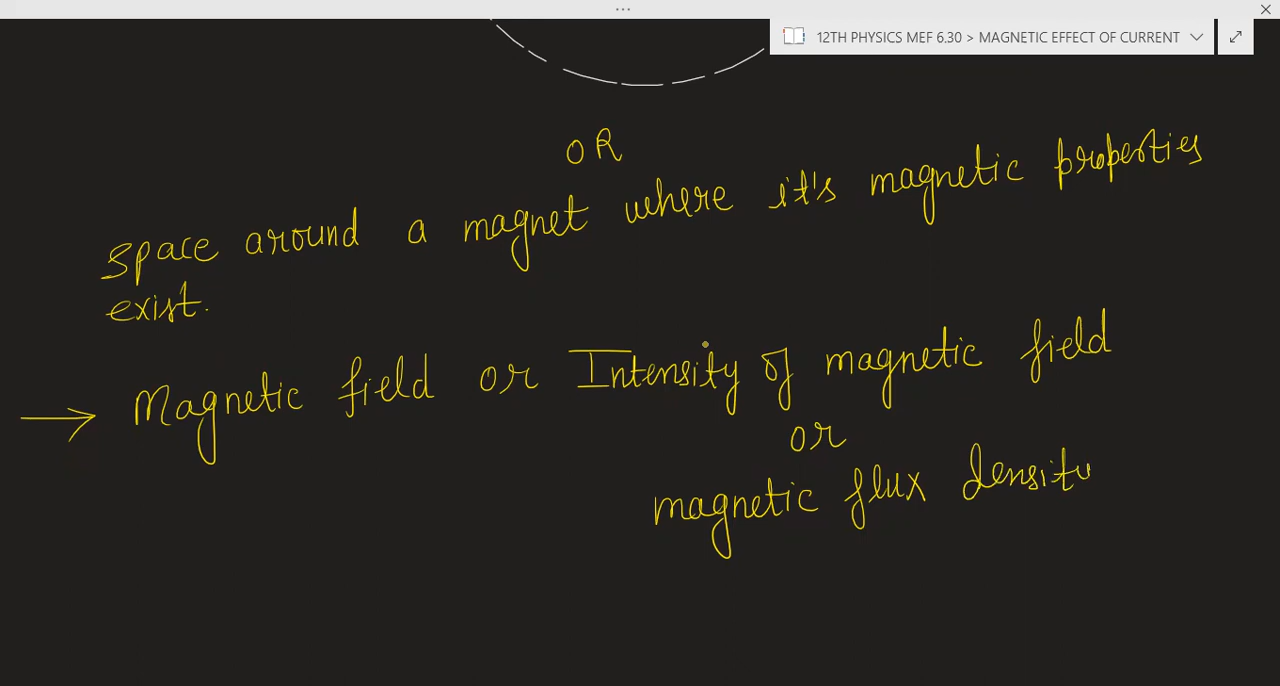 12TH PHYSICS MEF 6.30 > MAGNETIC EFFECT OF CURRENT
OR
space around a magnet where it's magnetic properties
exist.
→ Magnetic field or Intensity of magnetic field
or
magnetic flux density